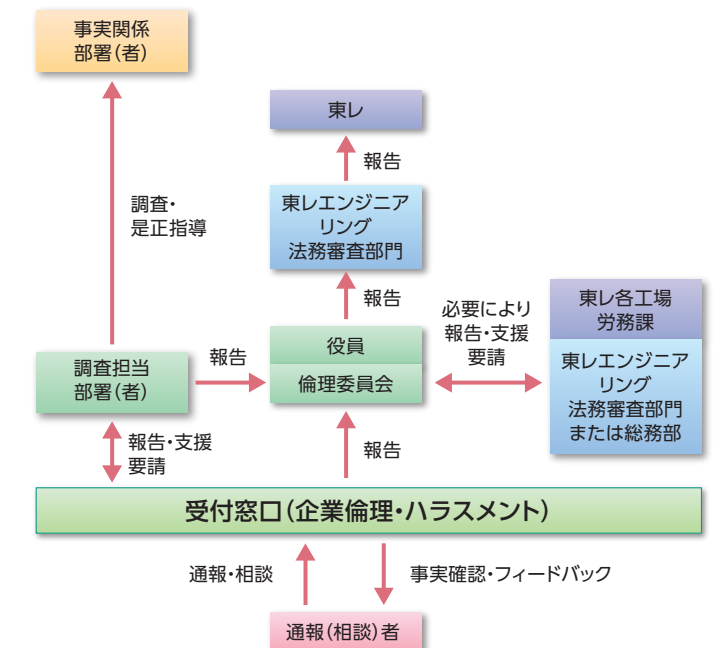 事実関係
部署(者)
東レ
報告
調査・
是正指導
東レエンジニア
リング
法務審査部門
報告
必要により
報告・支援
要請
東レ各工場
労務課
東レエンジニア
リング
法務審査部門
または総務部
調査担当
部署(者)
報告
役員
倫理委員会
報告・支援
要請
報告
受付窓口(企業倫理・ハラスメント)
通報・相談
事実確認・フィードバック
通報(相談)者